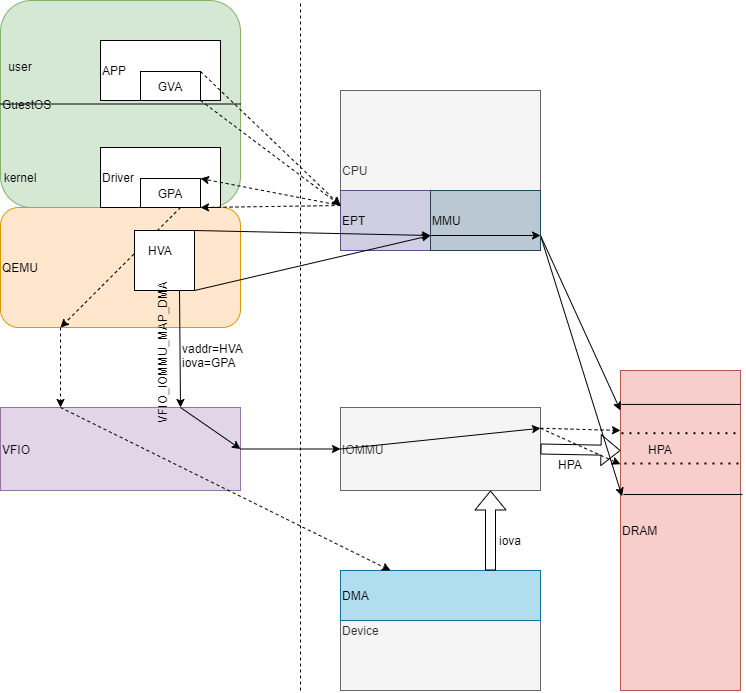 user
APP
GVA
GuestOS
kernel
Driver
GPA
CPU
EPT
MMU
QEMU
HVA
VFIO_IOMMU_MAP_DMA
vaddr=HVA
iova=GPA
VFIO
IOMMU
HPA
HPA
DRAM
iova
DMA
Device